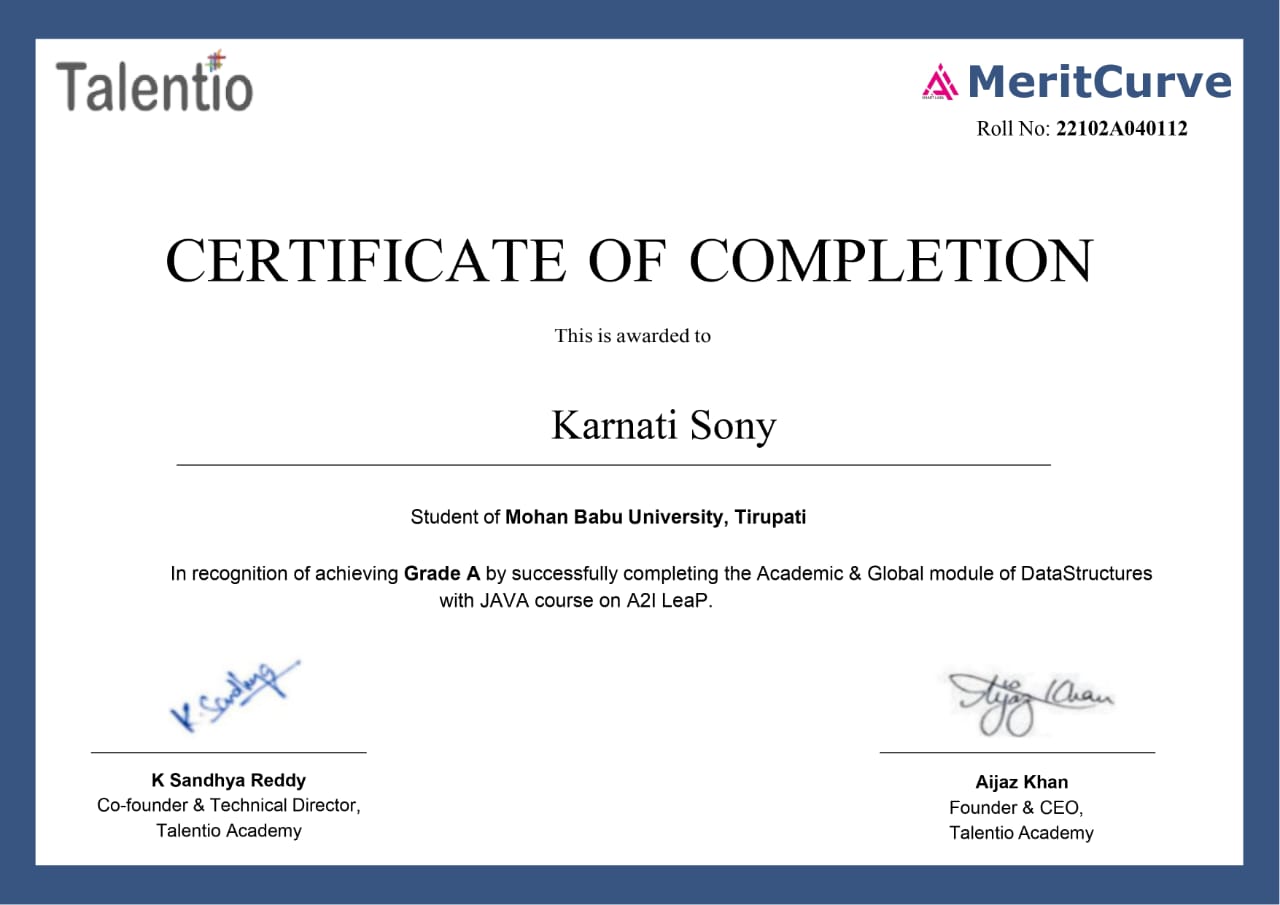 Talentio
MeritCurve
Roll No: 22102A040112
CERTIFICATE OF COMPLETION
This is awarded to
Karnati Sony
Student of Mohan Babu University, Tirupati
In recognition of achieving Grade A by successfully completing the Academic & Global module of DataStructures
with JAVA course on A2I LeaP.
K. Sandhya
Aijaz Khan
K Sandhya Reddy
Co-founder & Technical Director,
Talentio Academy
Aijaz Khan
Founder & CEO,
Talentio Academy